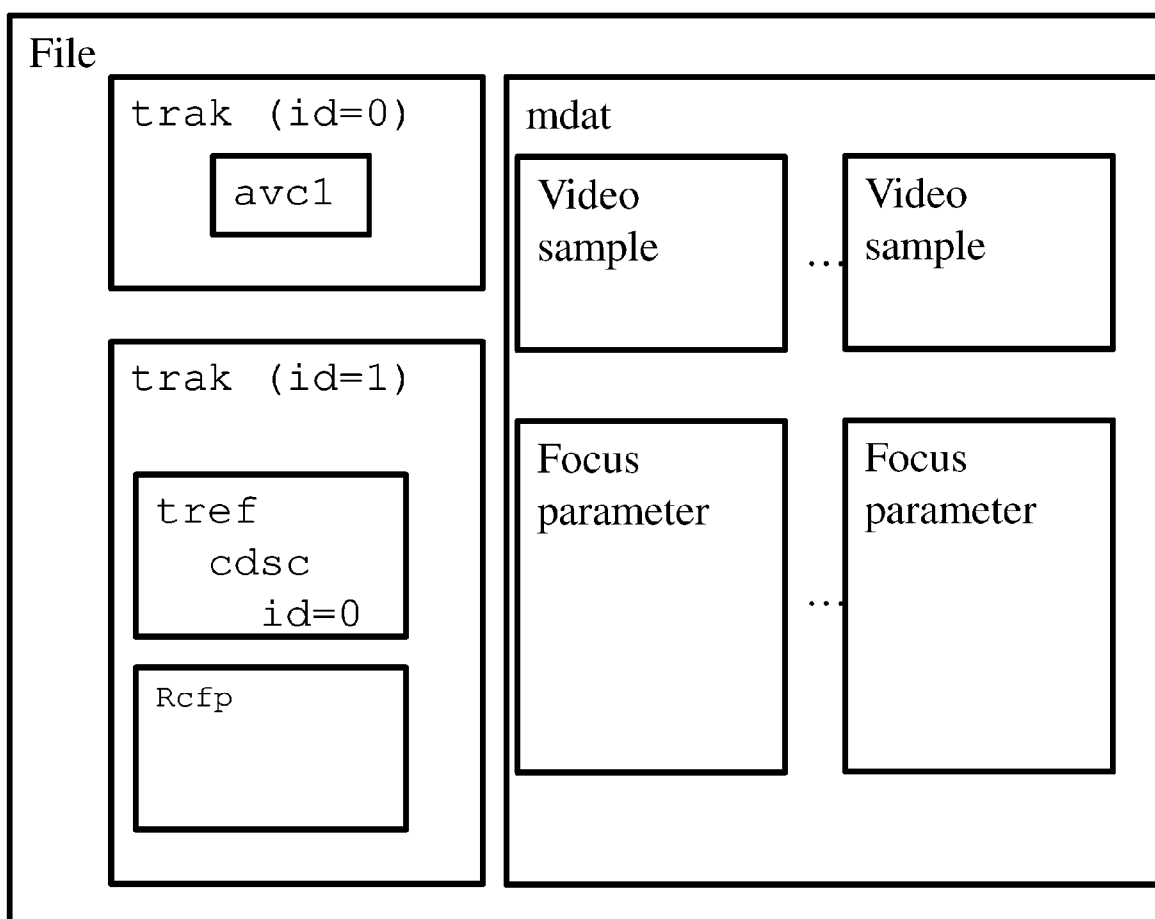 File
trak (id=0)
avc1
trak (id=1)
tref
cdsc
id=0
Rcfp
mdat
Video
sample
...
Video
sample
Focus
parameter
...
Focus
parameter